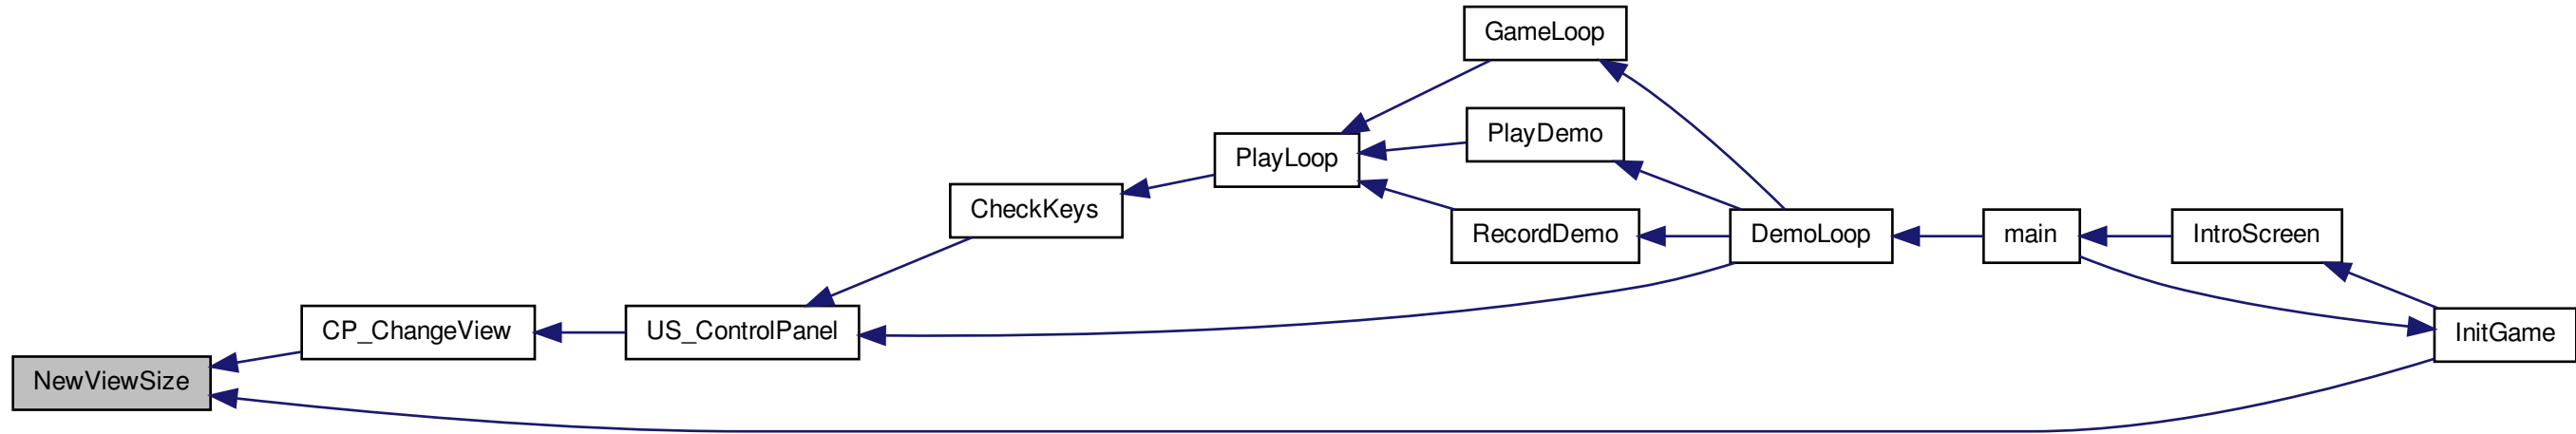 GameLoop
PlayDemo
PlayLoop
CheckKeys
RecordDemo
DemoLoop
main
IntroScreen
CP_ChangeView
US_ControlPanel
InitGame
NewViewSize